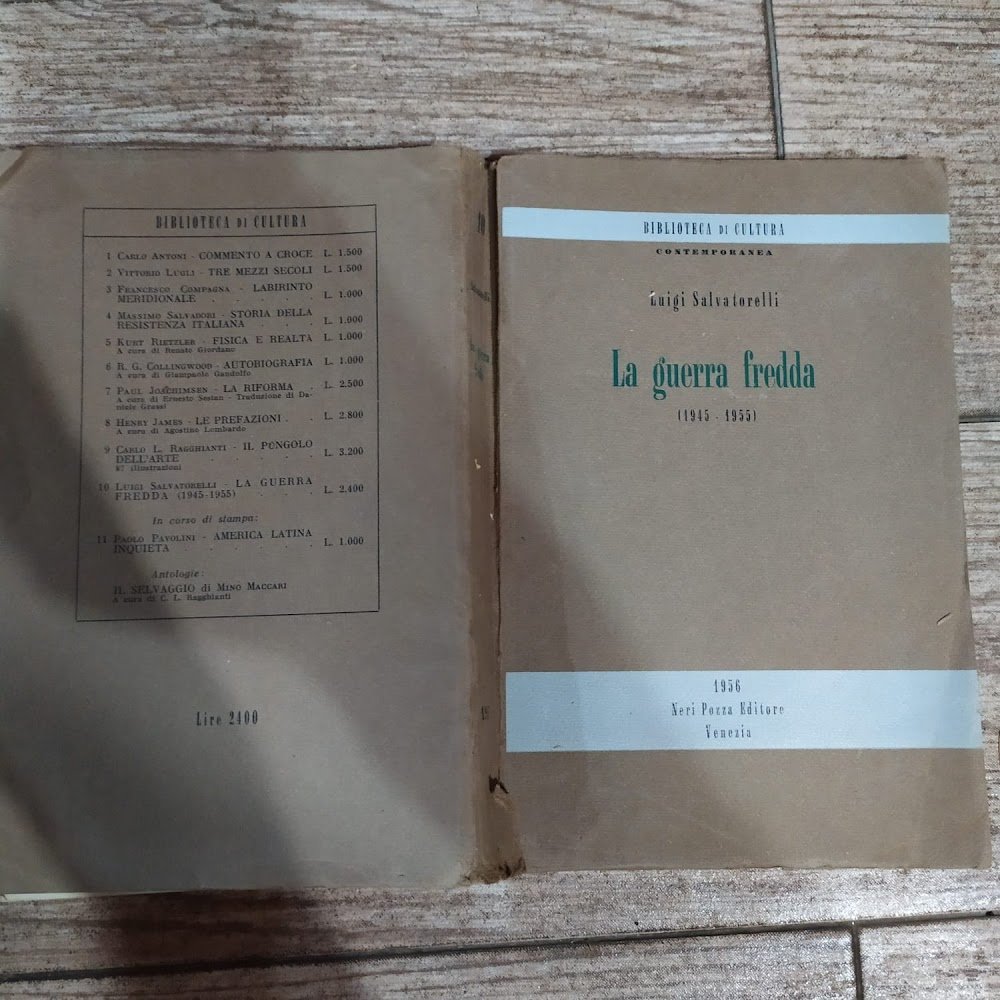 BIBLIOTECA DI CULTURA
1 CARLO ANTONI - COMMENTO A CROCE L. 1.500
2 VITTORIO LUGLI - TRE MEZZI SECOLI L. 1.500
3 FRANCESCO COMPAGNA - LABIRINTO
MERIDIONALE . . . . . L. 1.000
4 MASSIMO SALVADORI - STORIA DELLA
RESISTENZA ITALIANA . . . L. 1.000
5 KURT RIETZLER - FISICA E REALTÀ L. 1.000
A cura di Renato Giordano
6 R. G. COLLINGWOOD - AUTOBIOGRAFIA L. 1.000
A cura di Giampaolo Gandolfo
7 PAUL JOACHIMSEN - LA RIFORMA . L. 2.500
A cura di Ernesto Sestan - Traduzione di Da-
niele Grassi
8 HENRY JAMES - LE PREFAZIONI . L. 2.800
A cura di Agostino Lombardo
9 CARLO L. RAGGHIANTI - IL PUNGOLO
DELL'ARTE . . . . . L. 3.200
87 illustrazioni
10 LUIGI SALVATORELLI - LA GUERRA
FREDDA (1945-1955) . . . . L. 2.400
In corso di stampa:
11 PAOLO PAVOLINI - AMERICA LATINA
INQUIETA . . . . . . L. 1.000
Antologie:
IL SELVAGGIO di MINO MACCARI
A cura di C. L. Ragghianti
Lire 2400
10
BIBLIOTECA DI CULTURA
CONTEMPORANEA
Luigi Salvatorelli
La guerra fredda
(1945 - 1955)
1956
Neri Pozza Editore
Venezia